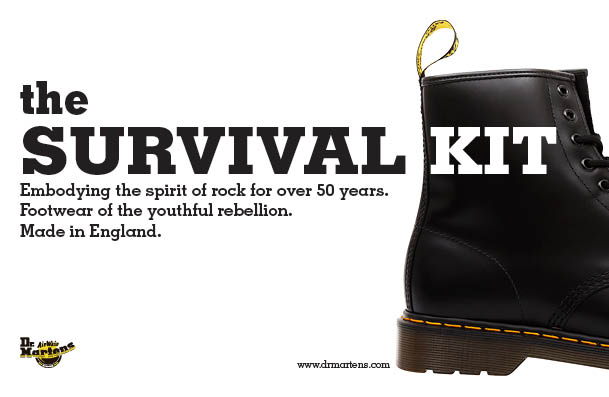 the
SURVIVAL KIT
Embodying the spirit of rock for over 50 years.
Footwear of the youthful rebellion.
Made in England.
Dr.
AirWair
Martens
www.drmartens.com